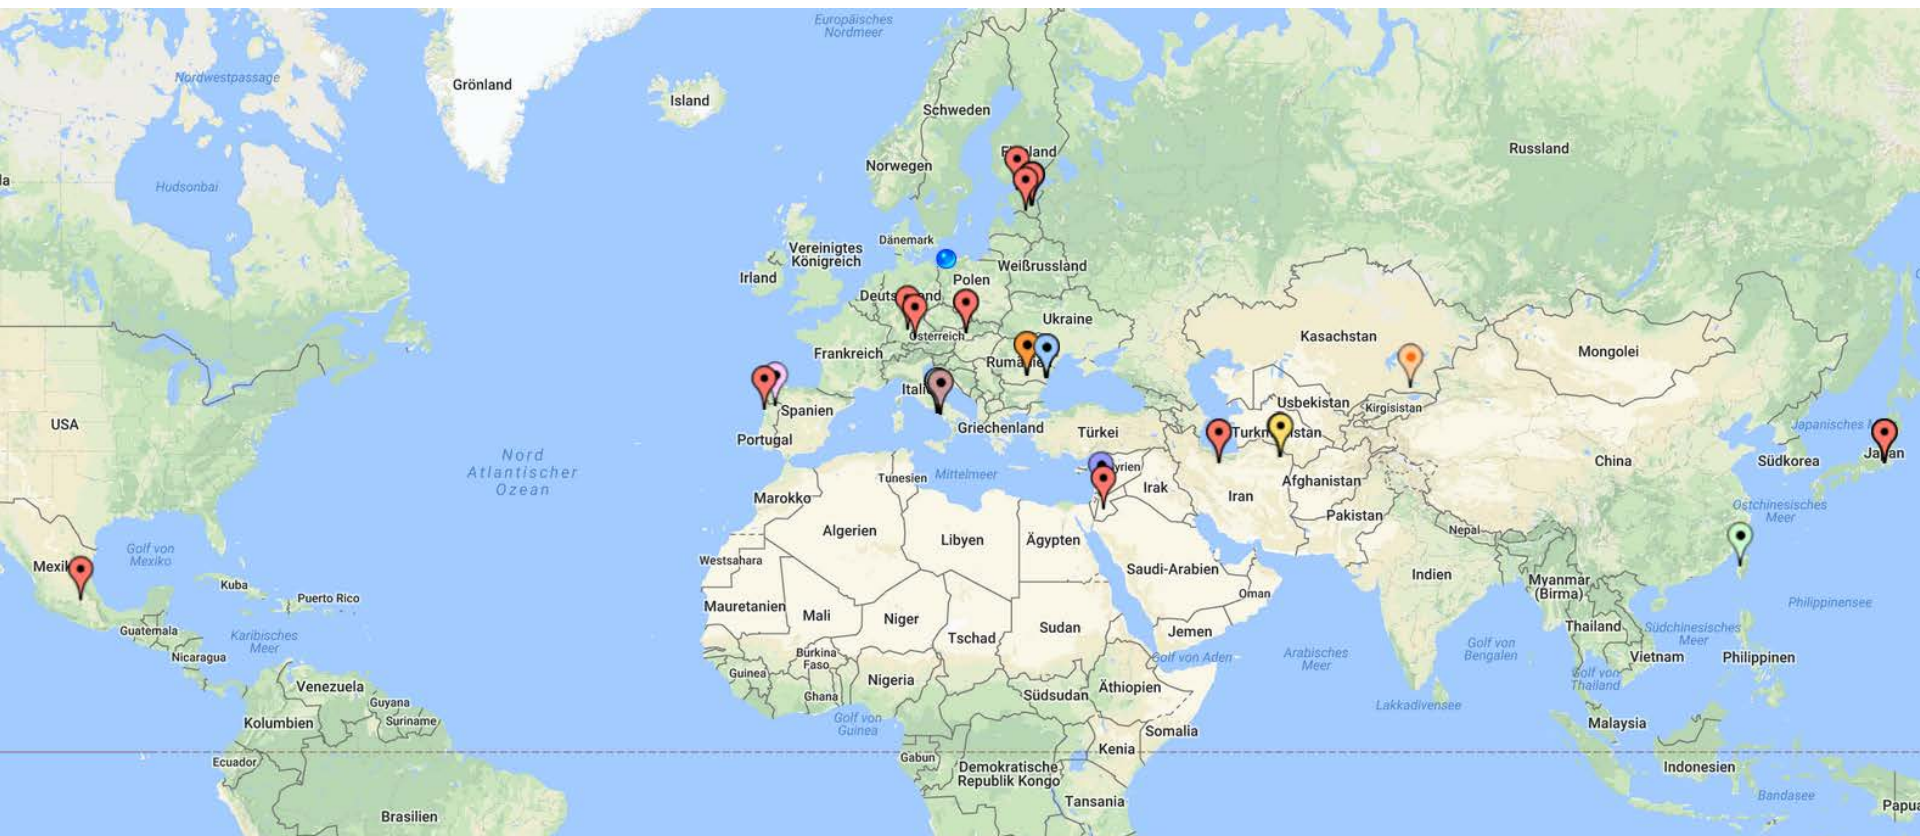 Europäisches
Nordmeer
Nordwestpassage
Grönland
Island
Schweden
Norwegen
Russland
Hudsonbai
Dänemark
Vereinigtes
Königreich
Irland
Weißrussland
Polen
Österreich
Ukraine
Frankreich
Kasachstan
Mongolei
Usbekistan
Kirgisistan
Spanien
USA
Portugal
Griechenland
Türkei
Japanisches
China
Südkorea
Nord
Atlantischer
Ozean
Tunesien
Mittelmeer
Marokko
Irak
Iran
Afghanistan
Pakistan
Ostchinesisches
Meer
Nepal
Algerien
Libyen
Ägypten
Golf von
Mexiko
Westsahara
Saudi-Arabien
Indien
Myanmar
(Birma)
Kuba
Puerto Rico
Oman
Mauretanien
Mali
Niger
Tschad
Sudan
Jemen
Philippinensee
Guatemala
Karibisches
Meer
Nicaragua
Thailand
Südchinesisches
Meer
Burkina
Faso
Guinea
Golf von Aden
Arabisches
Meer
Golf von
Bengalen
Vietnam
Philippinen
Nigeria
Südsudan
Äthiopien
Golf von
Thailand
Venezuela
Guyana
Suriname
Ghana
Kolumbien
Golf von
Guinea
Lakkadivensee
Malaysia
Somalia
Kenia
Ecuador
Gabun
Demokratische
Republik Kongo
Indonesien
Bandasee
Tansania
Brasilien